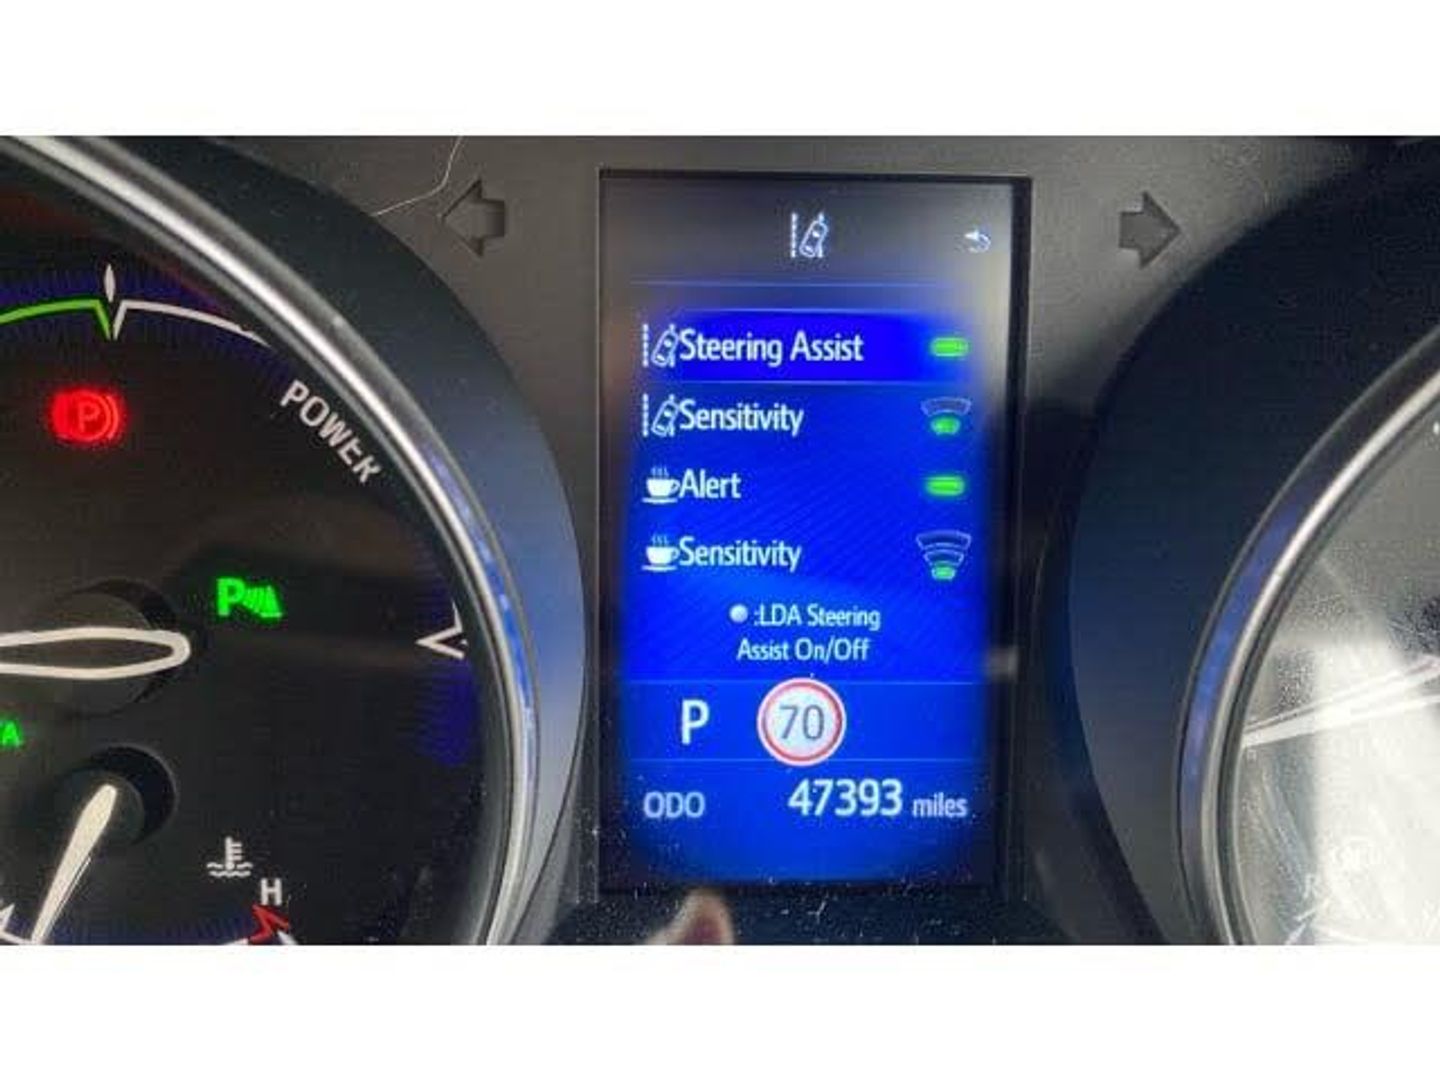 POWER
P
P
A
H
Steering Assist
Sensitivity
Alert
Sensitivity
:LDA Steering
Assist On/Off
P 70
ODO 47393 miles